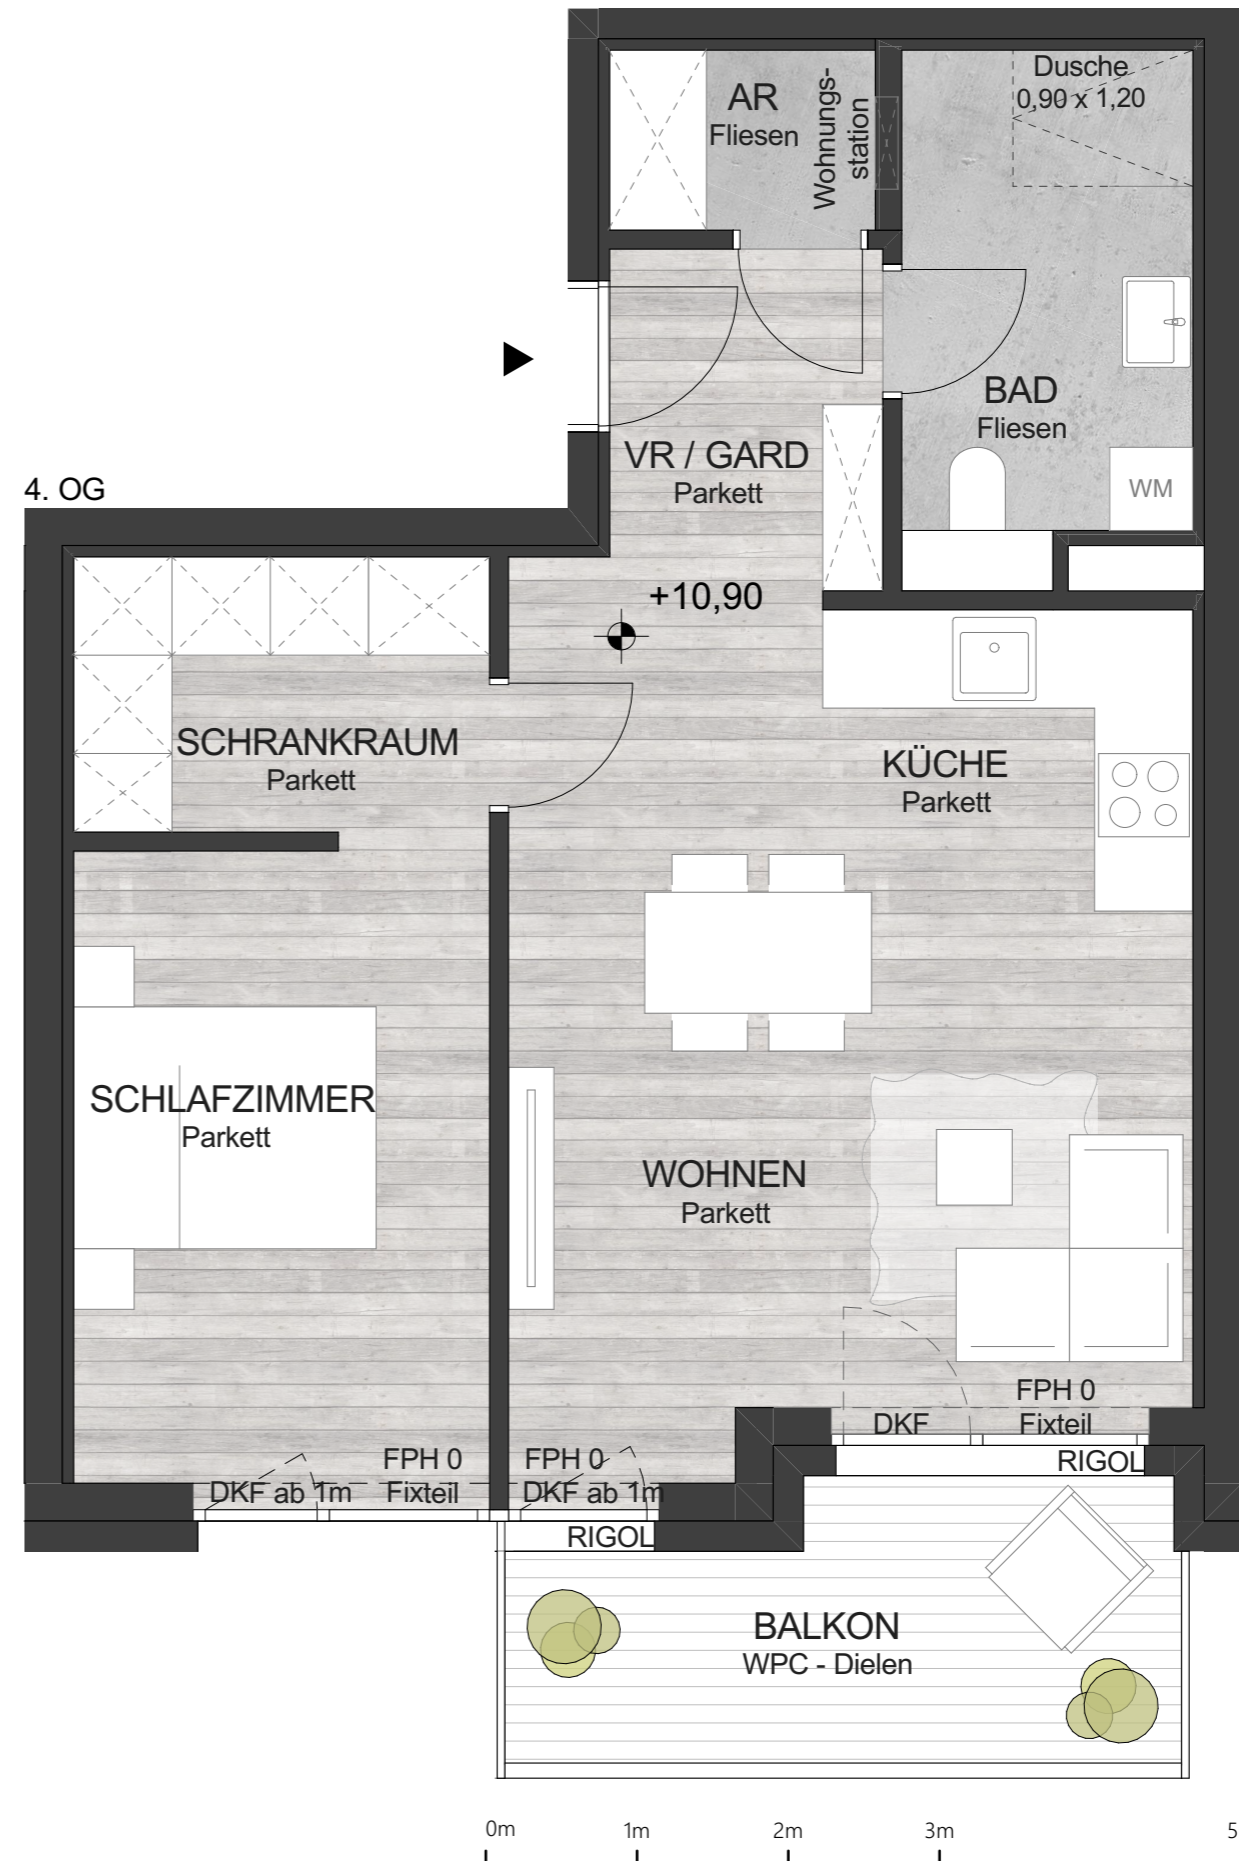 Dusche
0,90 x 1,20
AR
Fliesen
Wohnungs-
station
BAD
Fliesen
VR / GARD
Parkett
WM
4. OG
+10,90
SCHRANKRAUM
Parkett
KÜCHE
Parkett
SCHLAFZIMMER
Parkett
WOHNEN
Parkett
FPH 0
DKF Fixteil
RIGOL
FPH 0 FPH 0
DKF ab 1m Fixteil DKF ab 1m
RIGOL
BALKON
WPC - Dielen
0m 1m 2m 3m 5